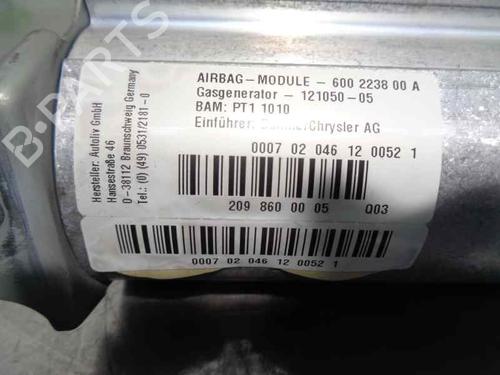 Hersteller: Autoliv GmbH
Hansestraße 46
D-38112 Braunschweig Germany
Tel.: (0) (49) 0531/2181-0
AIRBAG-MODULE - 600 2238 00 A
Gasgenerator - 121050-05
BAM: PT1 1010
Einführer: DaimlerChrysler AG
0007 02 046 12 0052 1
209 860 00 05 Q03
0007 02 046 12 0052 1
B-PARTS